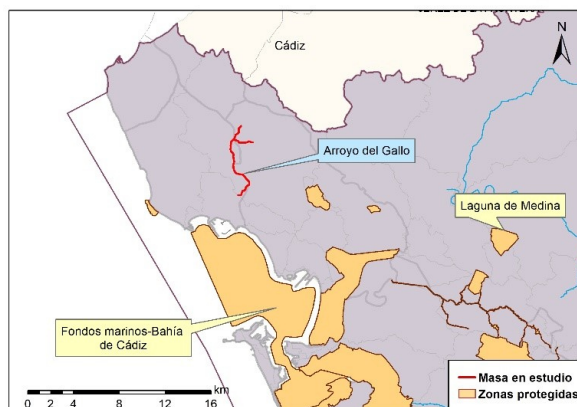 Cádiz
N
Arroyo del Gallo
Laguna de Medina
Fondos marinos-Bahía
de Cádiz
km
0 2 4 8 12 16
Masa en estudio
Zonas protegidas